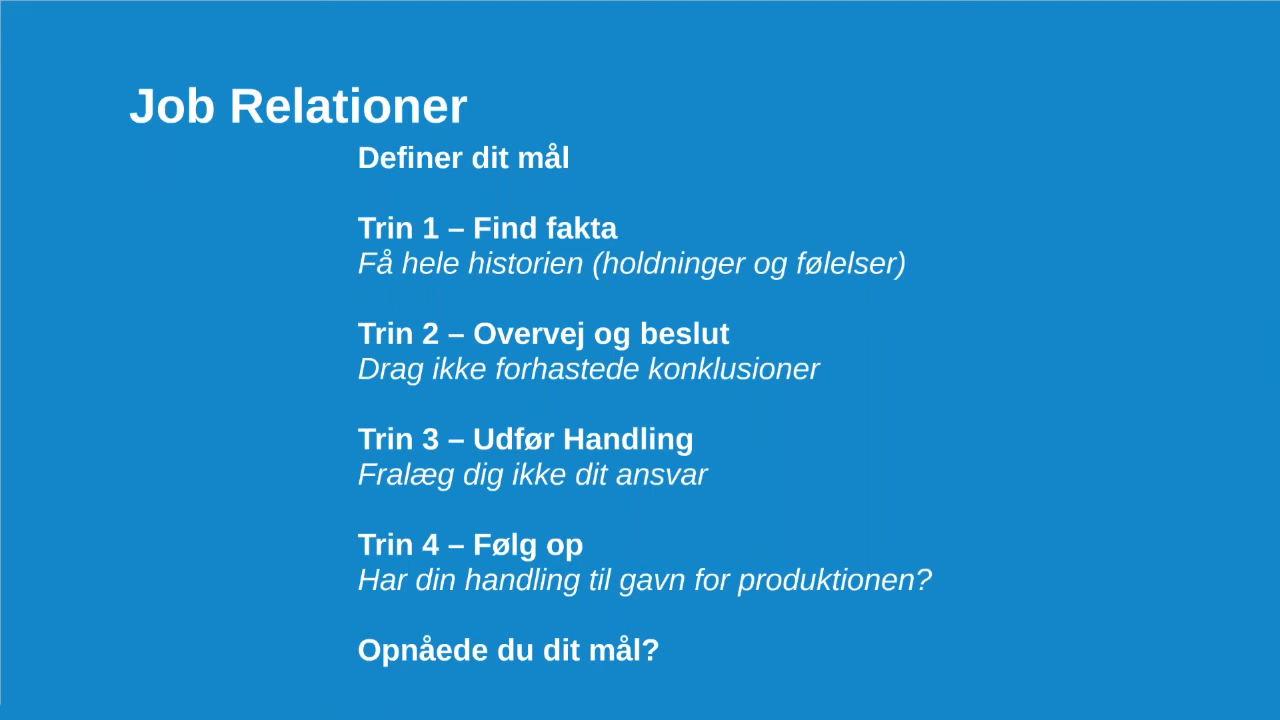 Job Relationer
Definer dit mål
Trin 1 – Find fakta
Få hele historien (holdninger og følelser)
Trin 2 – Overvej og beslut
Drag ikke forhastede konklusioner
Trin 3 – Udfør Handling
Fralæg dig ikke dit ansvar
Trin 4 – Følg op
Har din handling til gavn for produktionen?
Opnåede du dit mål?